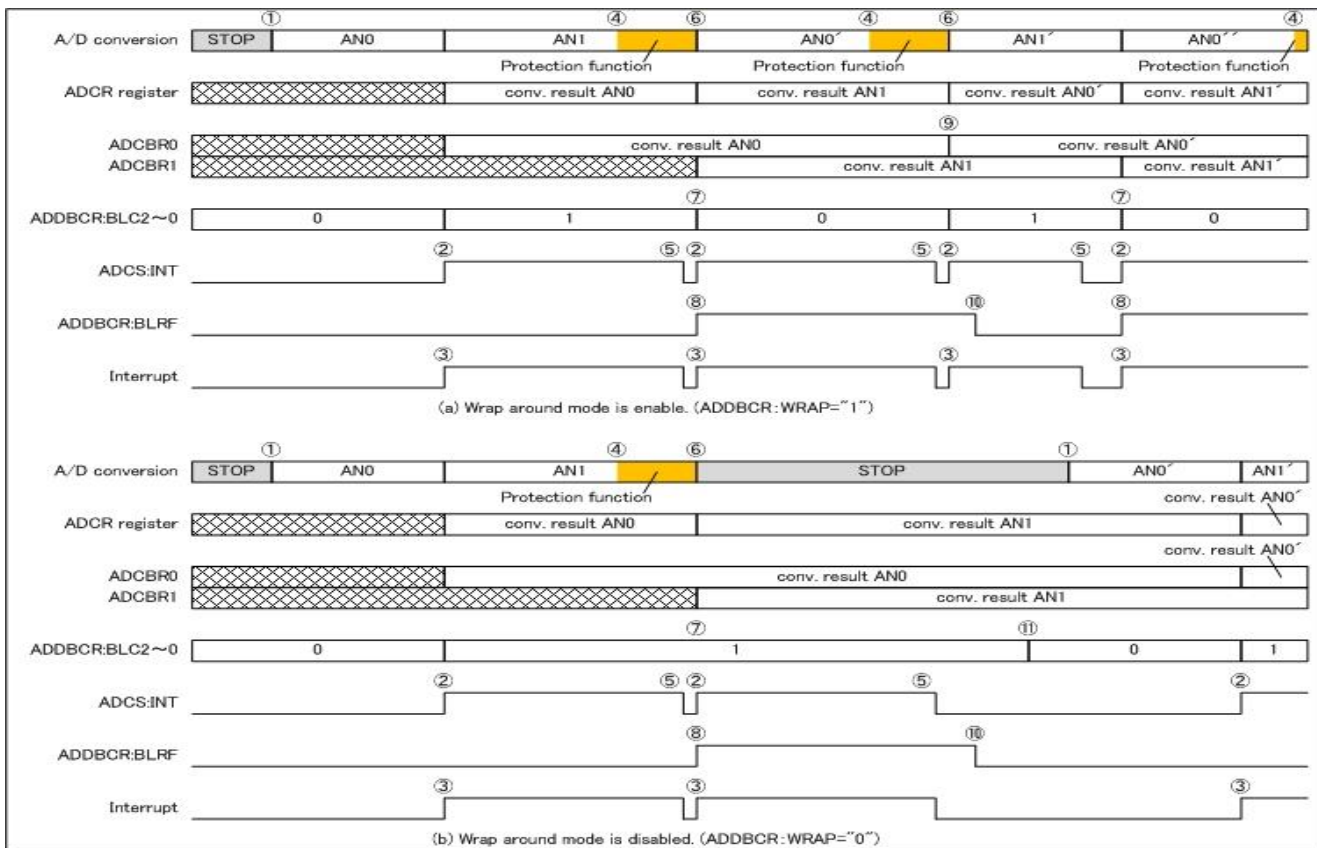 ① ④ ⑥ ④ ⑥ ④
A/D conversion STOP AN0 AN1 AN0´ AN1´ AN0´´
Protection function Protection function Protection function
ADCR register conv. result AN0 conv. result AN1 conv. result AN0´ conv. result AN1´
⑨
ADCBR0 conv. result AN0 conv. result AN0´
ADCBR1 conv. result AN1 conv. result AN1´
⑦ ⑦
ADDBCR:BLC2～0 0 1 0 1 0
② ⑤ ② ⑤ ② ⑤ ②
ADCS:INT
⑧ ⑩ ⑧
ADDBCR:BLRF
③ ③ ③ ③
Interrupt
(a) Wrap around mode is enable. (ADDBCR:WRAP="1")
① ④ ⑥ ①
A/D conversion STOP AN0 AN1 STOP AN0´ AN1´
Protection function conv. result AN0´
ADCR register conv. result AN0 conv. result AN1
conv. result AN0´
ADCBR0 conv. result AN0
ADCBR1 conv. result AN1
⑦ ⑪
ADDBCR:BLC2～0 0 1 0 1
② ⑤ ② ⑤ ②
ADCS:INT
⑧ ⑩
ADDBCR:BLRF
③ ③ ③
Interrupt
(b) Wrap around mode is disabled. (ADDBCR:WRAP="0")